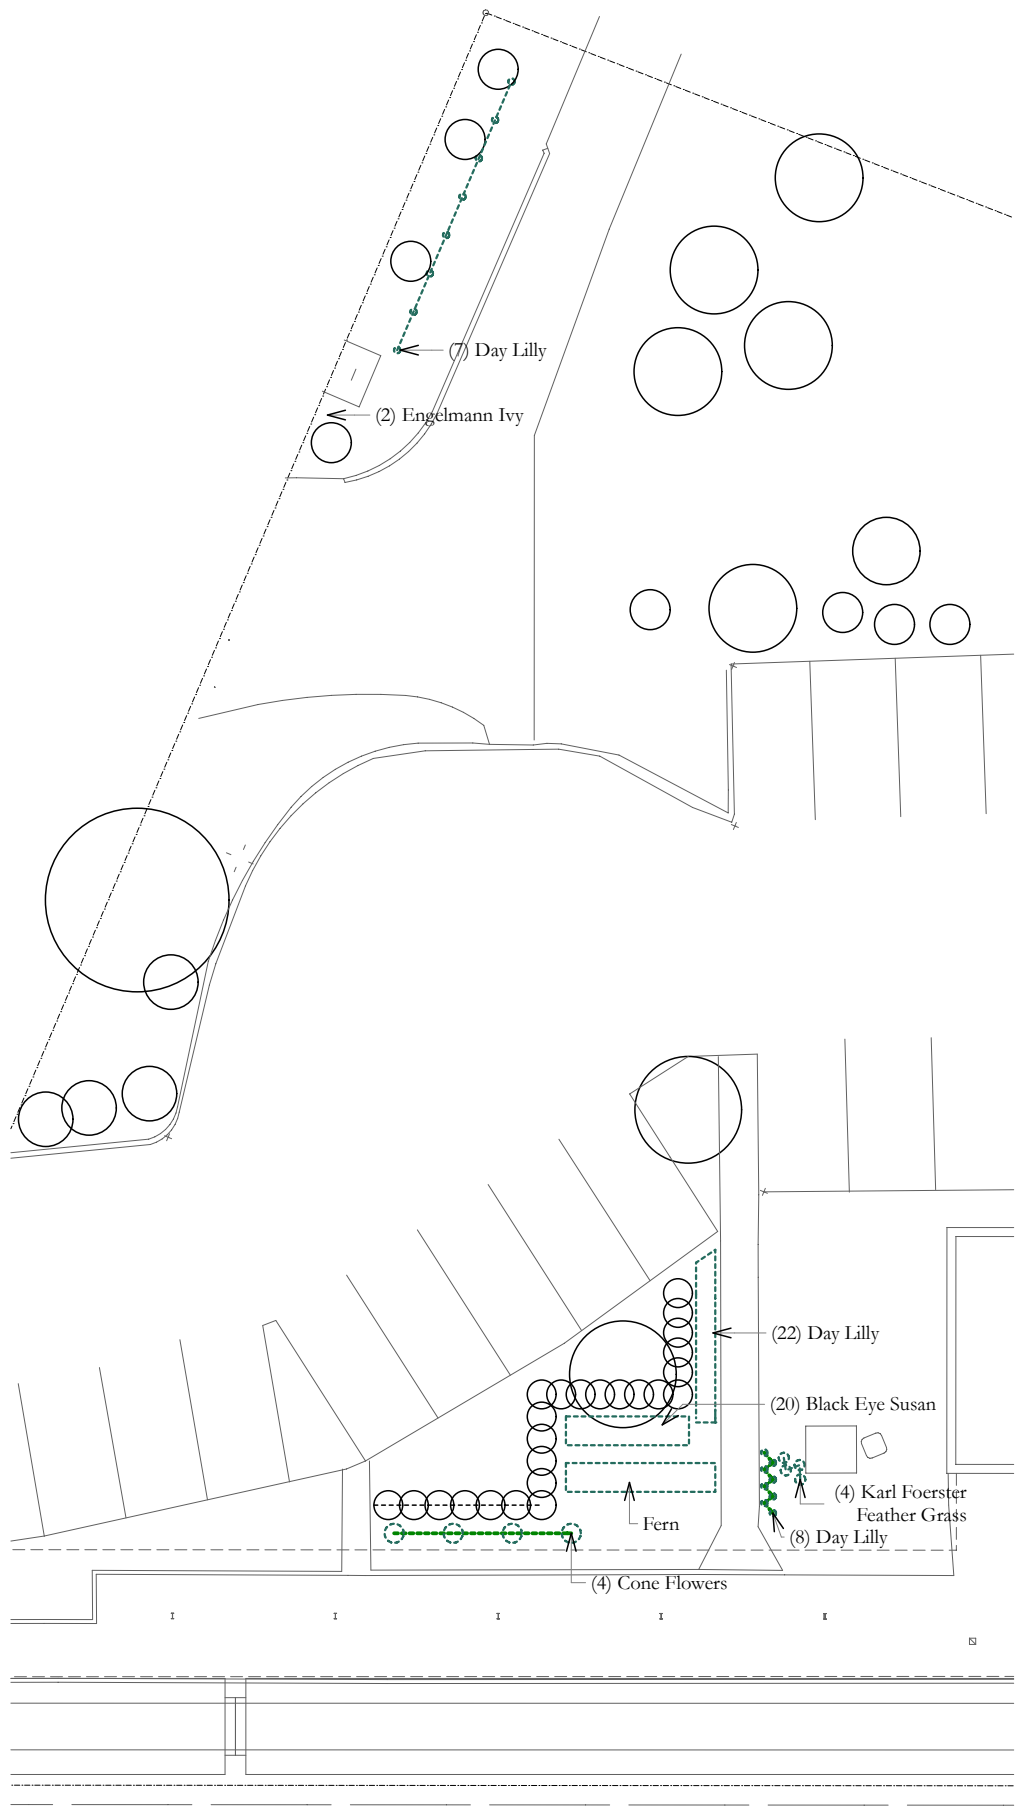 (7) Day Lilly
(2) Engelmann Ivy
(22) Day Lilly
(20) Black Eye Susan
(4) Karl Foerster
Feather Grass
Fern
(8) Day Lilly
(4) Cone Flowers